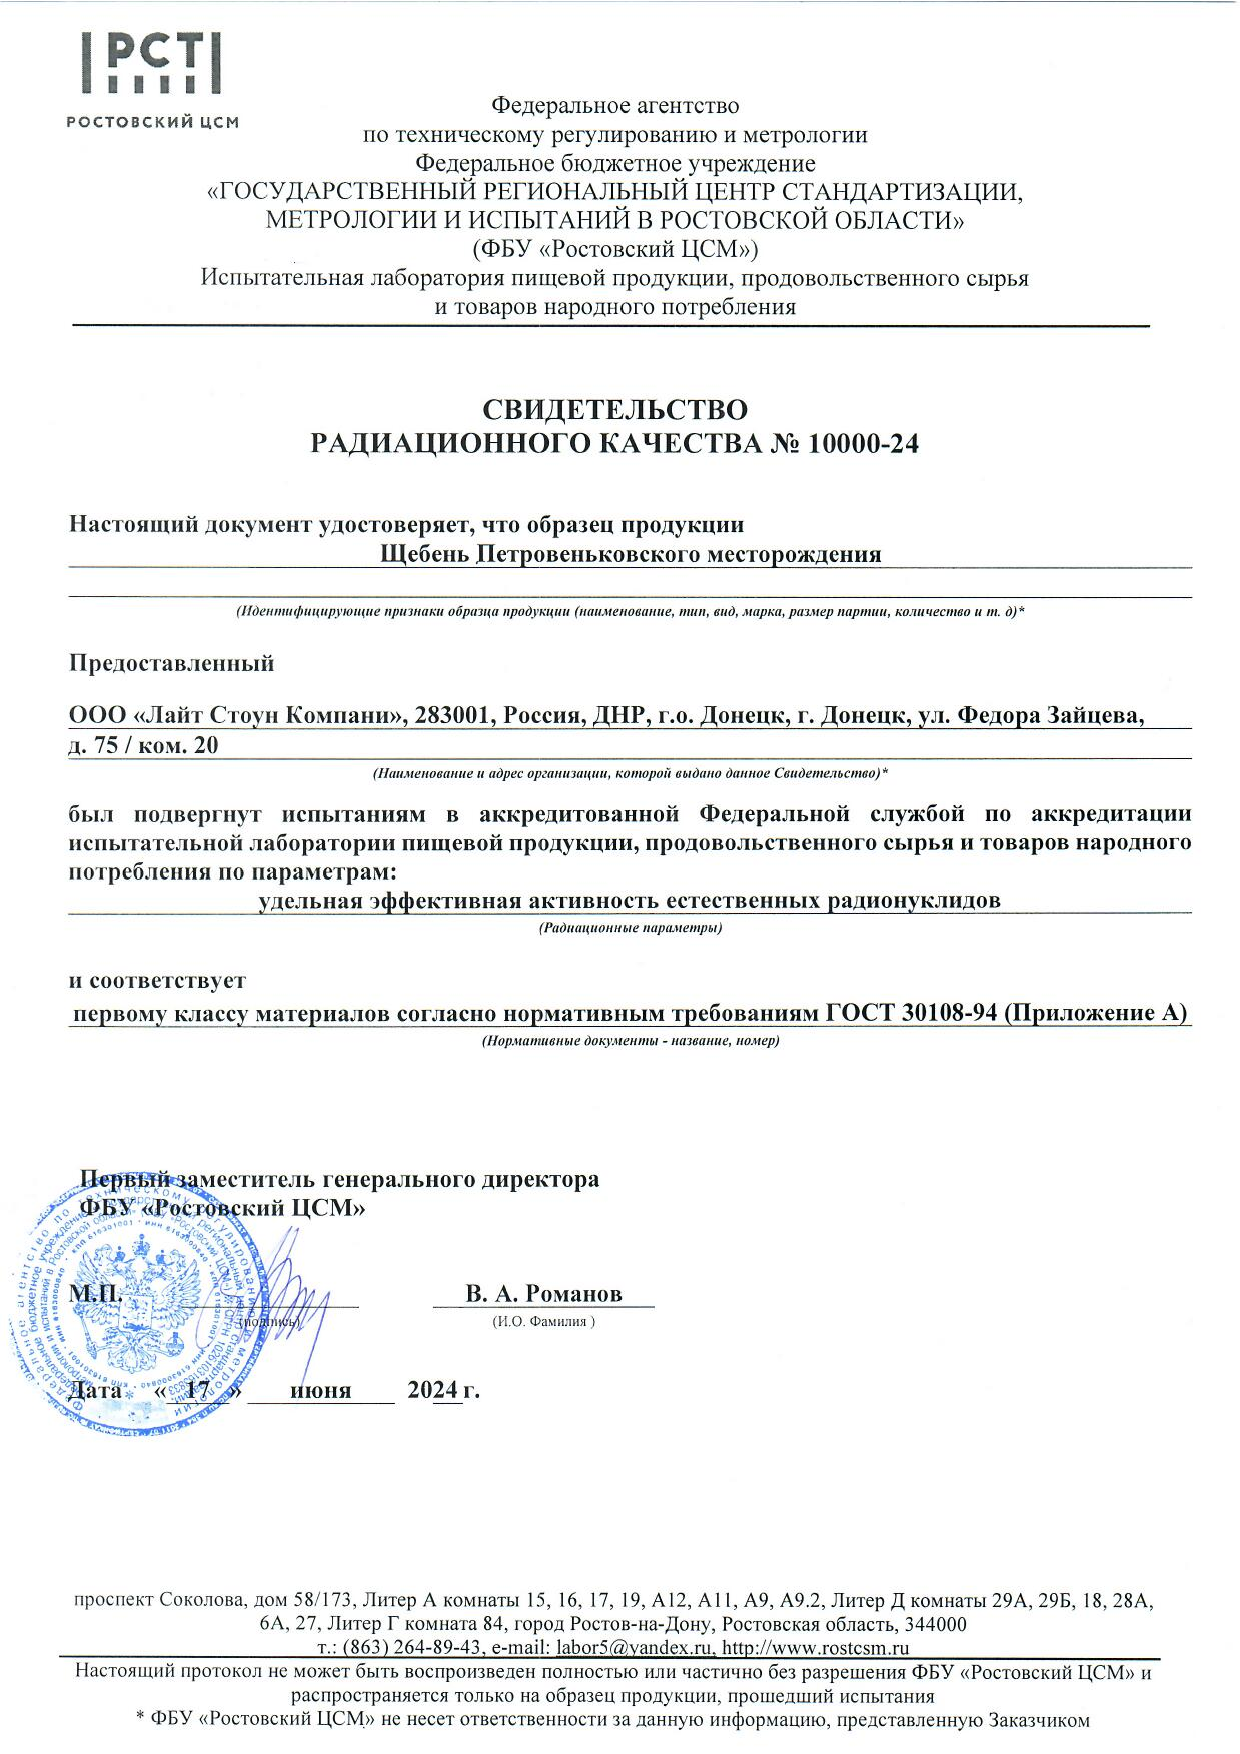 РСТ
РОСТОВСКИЙ ЦСМ
Федеральное агентство
по техническому регулированию и метрологии
Федеральное бюджетное учреждение
«ГОСУДАРСТВЕННЫЙ РЕГИОНАЛЬНЫЙ ЦЕНТР СТАНДАРТИЗАЦИИ,
МЕТРОЛОГИИ И ИСПЫТАНИЙ В РОСТОВСКОЙ ОБЛАСТИ»
(ФБУ «Ростовский ЦСМ»)
Испытательная лаборатория пищевой продукции, продовольственного сырья
и товаров народного потребления
СВИДЕТЕЛЬСТВО
РАДИАЦИОННОГО КАЧЕСТВА № 10000-24
Настоящий документ удостоверяет, что образец продукции
Щебень Петровеньковского месторождения
(Идентифицирующие признаки образца продукции (наименование, тип, вид, марка, размер партии, количество и т. д)*
Предоставленный
ООО «Лайт Стоун Компани», 283001, Россия, ДНР, г.о. Донецк, г. Донецк, ул. Федора Зайцева,
д. 75 / ком. 20
(Наименование и адрес организации, которой выдано данное Свидетельство)*
был подвергнут испытаниям в аккредитованной Федеральной службой по аккредитации
испытательной лаборатории пищевой продукции, продовольственного сырья и товаров народного
потребления по параметрам:
удельная эффективная активность естественных радионуклидов
(Радиационные параметры)
и соответствует
первому классу материалов согласно нормативным требованиям ГОСТ 30108-94 (Приложение А)
(Нормативные документы - название, номер)
Первый заместитель генерального директора
ФБУ «Ростовский ЦСМ»
М.П. В. А. Романов
(подпись) (И.О. Фамилия )
Дата « 17 » июня 2024 г.
проспект Соколова, дом 58/173, Литер А комнаты 15, 16, 17, 19, А12, А11, А9, А9.2, Литер Д комнаты 29А, 29Б, 18, 28А,
6А, 27, Литер Г комната 84, город Ростов-на-Дону, Ростовская область, 344000
т.: (863) 264-89-43, e-mail: labor5@yandex.ru, http://www.rostcsm.ru
Настоящий протокол не может быть воспроизведен полностью или частично без разрешения ФБУ «Ростовский ЦСМ» и
распространяется только на образец продукции, прошедший испытания
* ФБУ «Ростовский ЦСМ» не несет ответственности за данную информацию, представленную Заказчиком